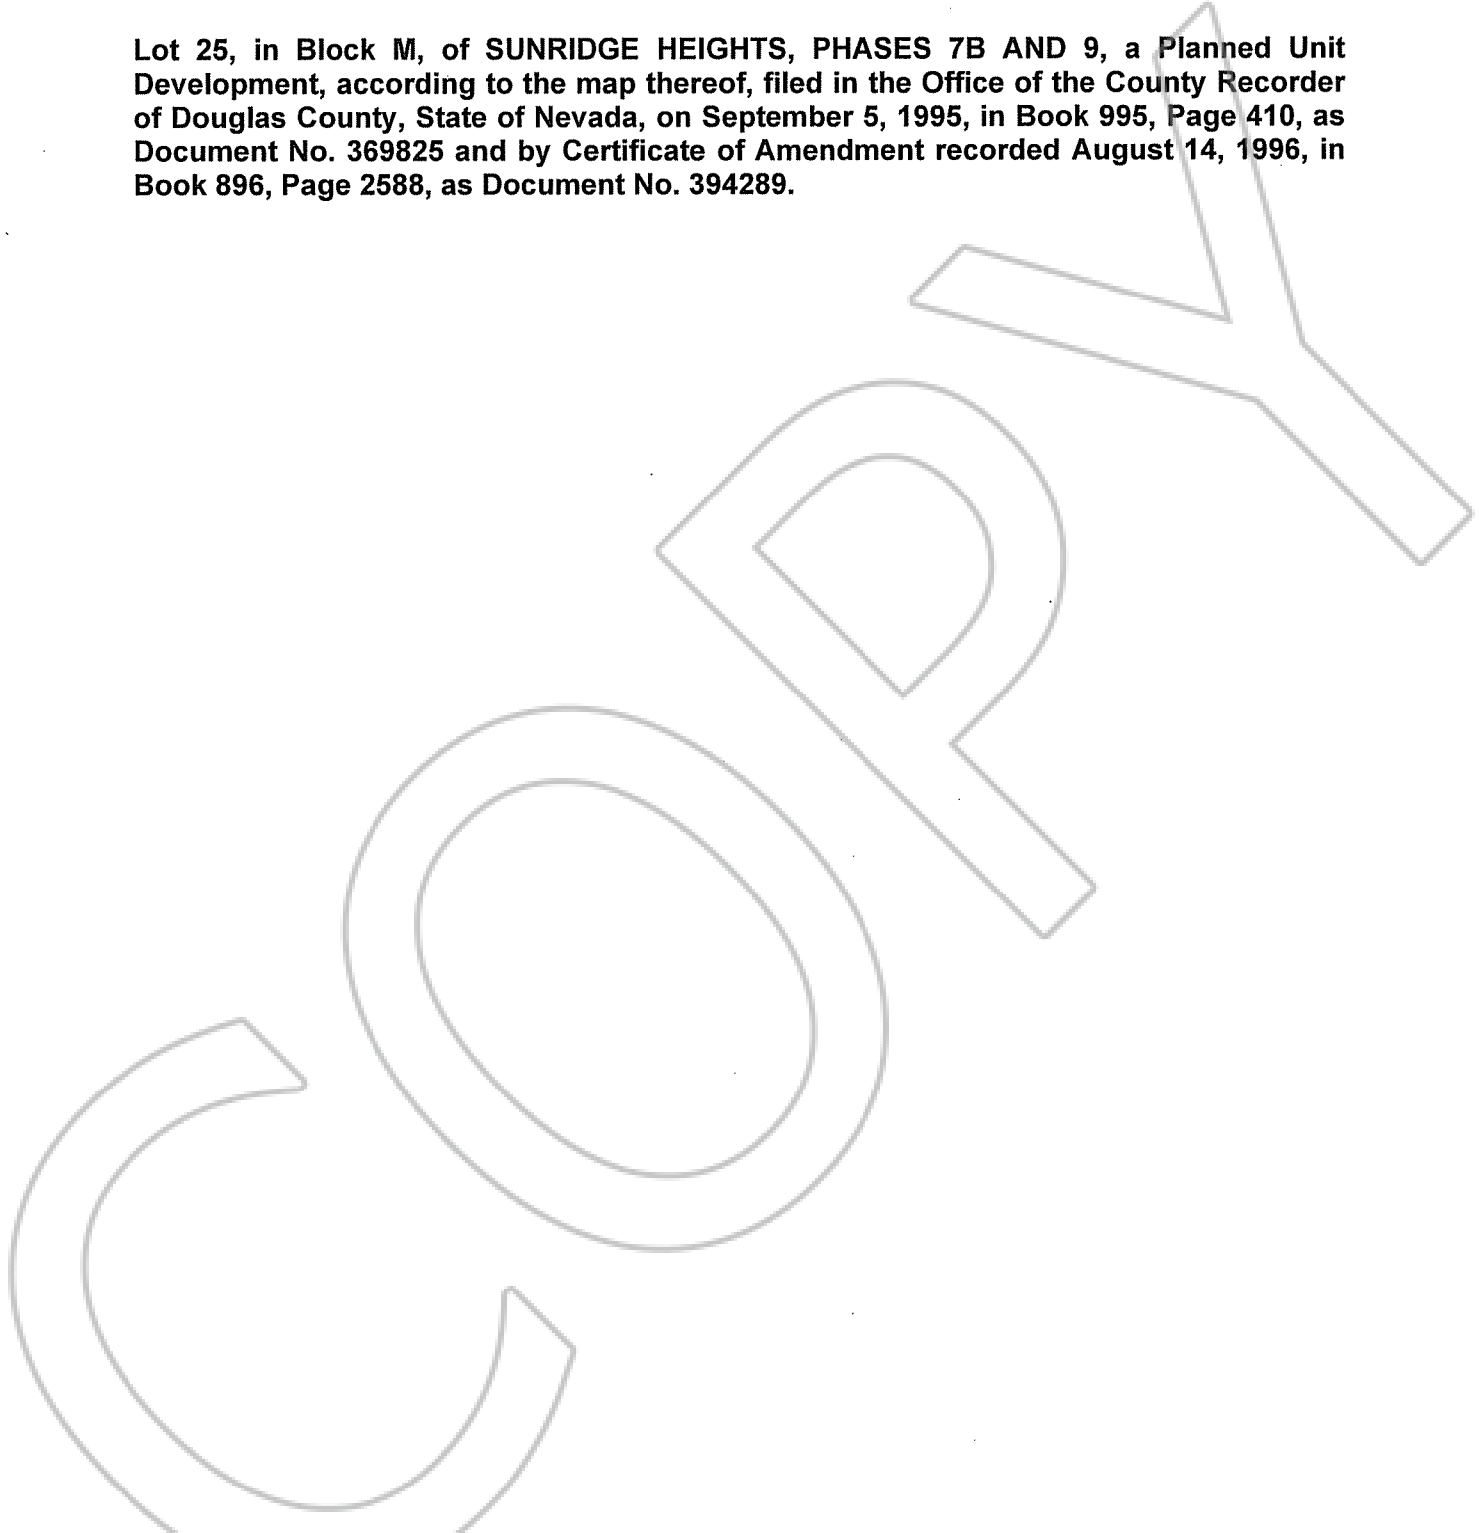 Lot 25, in Block M, of SUNRIDGE HEIGHTS, PHASES 7B AND 9, a Planned Unit
Development, according to the map thereof, filed in the Office of the County Recorder
of Douglas County, State of Nevada, on September 5, 1995, in Book 995, Page 410, as
Document No. 369825 and by Certificate of Amendment recorded August 14, 1996, in
Book 896, Page 2588, as Document No. 394289.
COPY